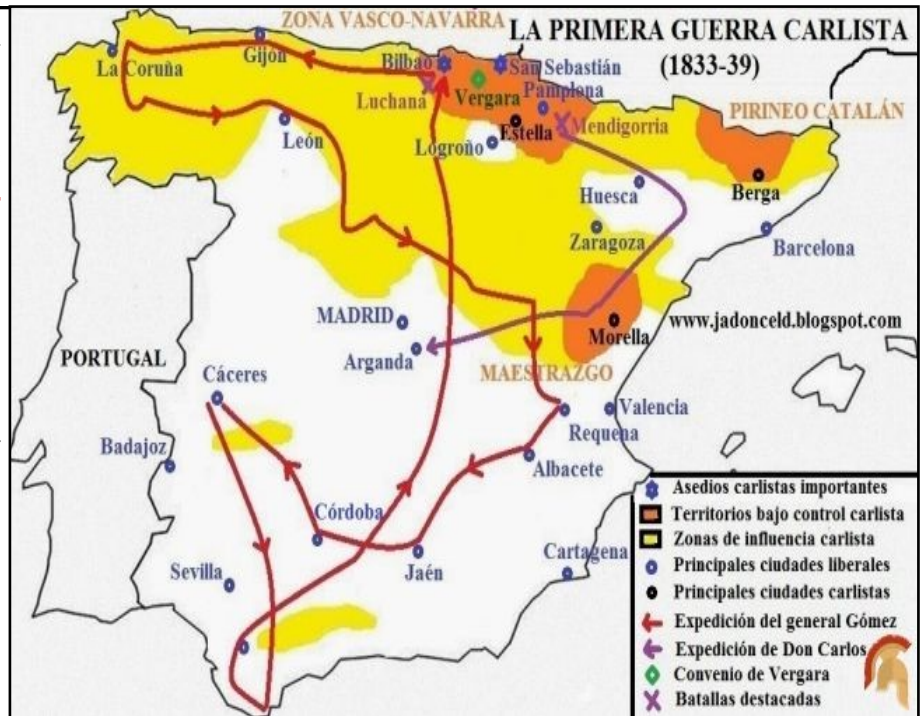 ZONA VASCO-NAVARRA
LA PRIMERA GUERRA CARLISTA
(1833-39)
La Coruña
Gijón
Bilbao
San Sebastián
Luchana
Vergara
Pamplona
PIRINEO CATALÁN
León
Logroño
Estella
Mendigorria
Huesca
Berga
Zaragoza
Barcelona
MADRID
Morella
www.jadonceld.blogspot.com
PORTUGAL
Arganda
MAESTRAZGO
Cáceres
Valencia
Requena
Badajoz
Albacete
Córdoba
Jaén
Cartagena
Sevilla
Asedios carlistas importantes
Territorios bajo control carlista
Zonas de influencia carlista
Principales ciudades liberales
Principales ciudades carlistas
Expedición del general Gómez
Expedición de Don Carlos
Convenio de Vergara
Batallas destacadas